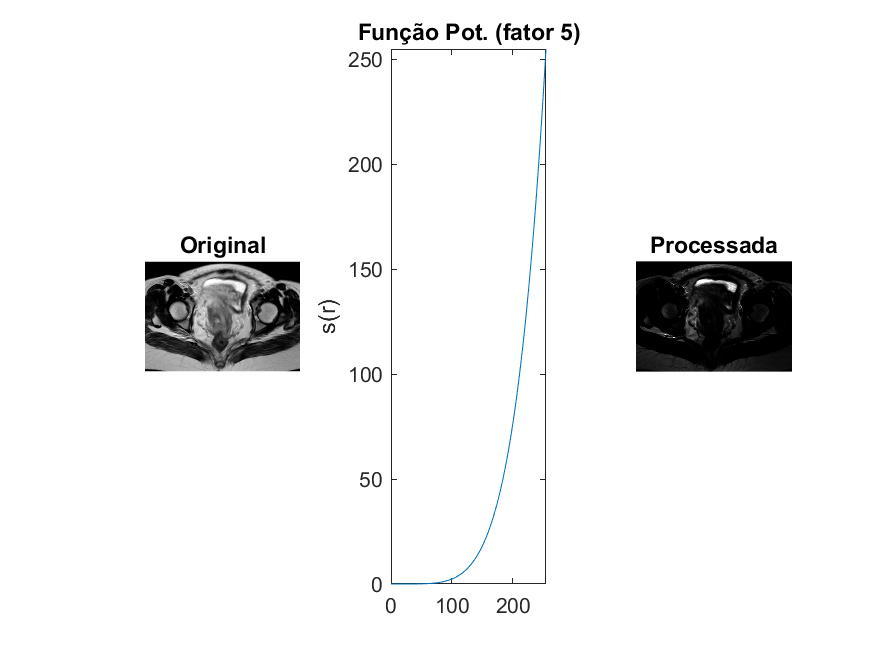 Função Pot. (fator 5)
250
200
150
100
50
0
s(r)
0 100 200
Original
Processada